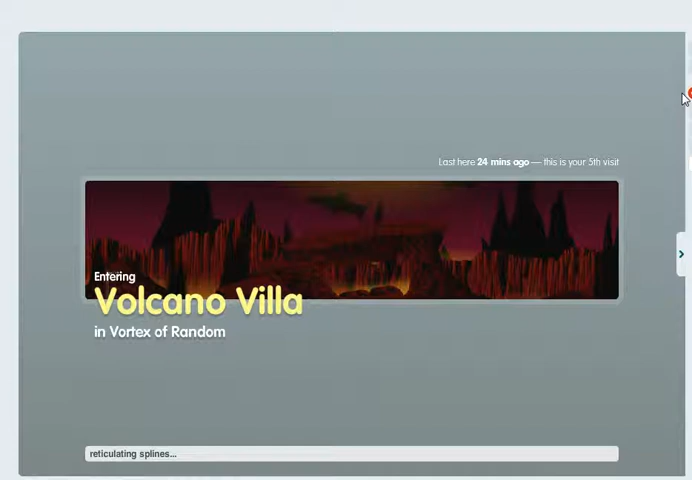 Last here 24 mins ago — this is your 5th visit
Entering
Volcano Villa
in Vortex of Random
reticulating splines...